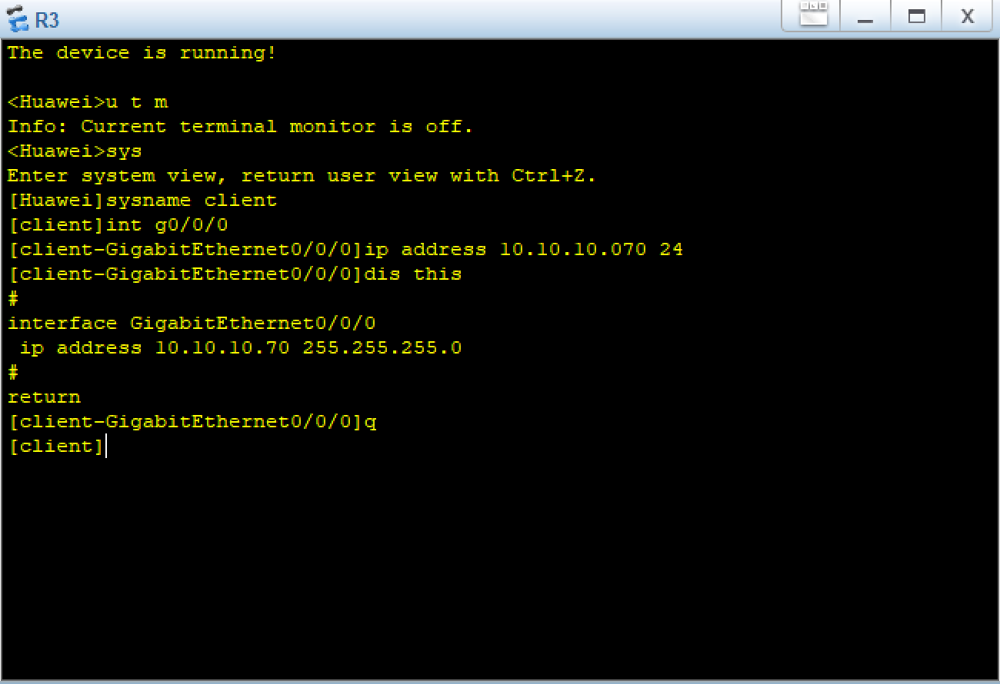 R3
The device is running!
<Huawei>u t m
Info: Current terminal monitor is off.
<Huawei>sys
Enter system view, return user view with Ctrl+Z.
[Huawei]sysname client
[client]int g0/0/0
[client-GigabitEthernet0/0/0]ip address 10.10.10.070 24
[client-GigabitEthernet0/0/0]dis this
#
interface GigabitEthernet0/0/0
 ip address 10.10.10.70 255.255.255.0
#
return
[client-GigabitEthernet0/0/0]q
[client]